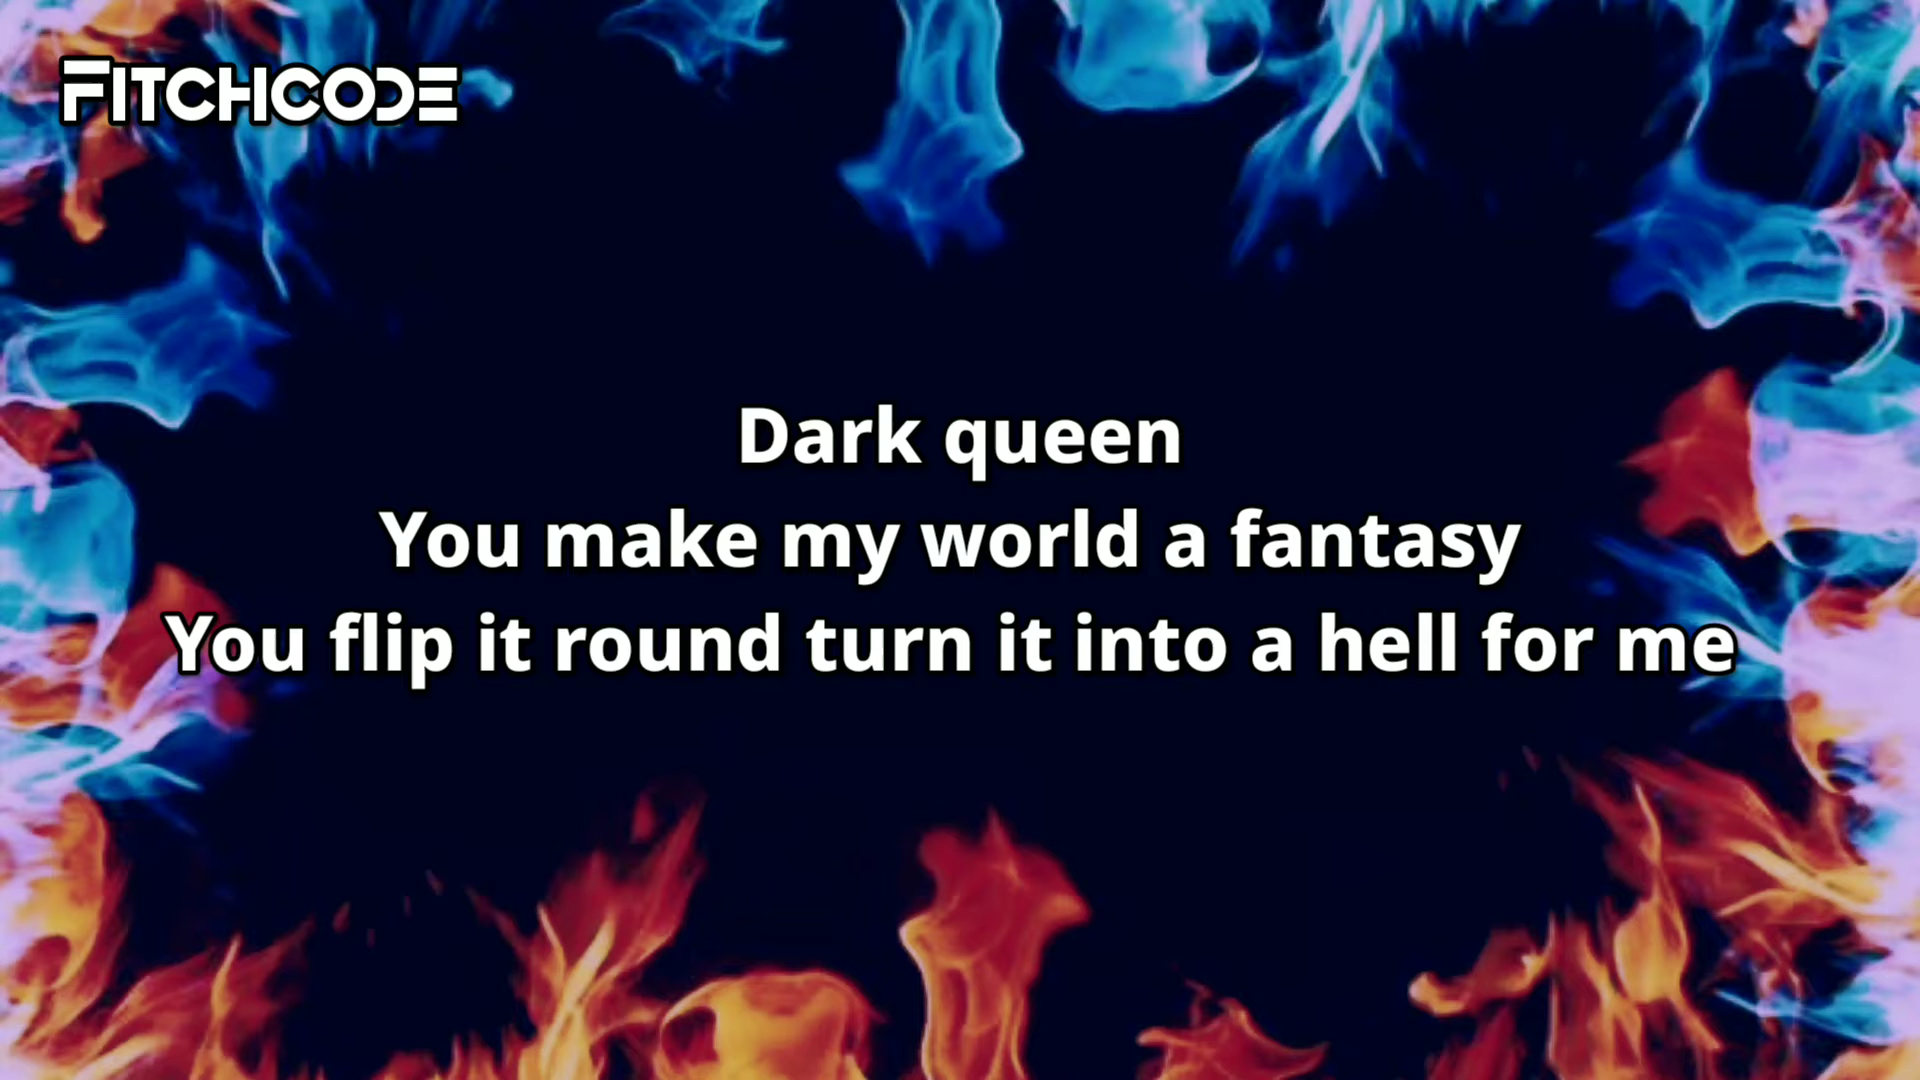 FITCHCODE
Dark queen
You make my world a fantasy
You flip it round turn it into a hell for me